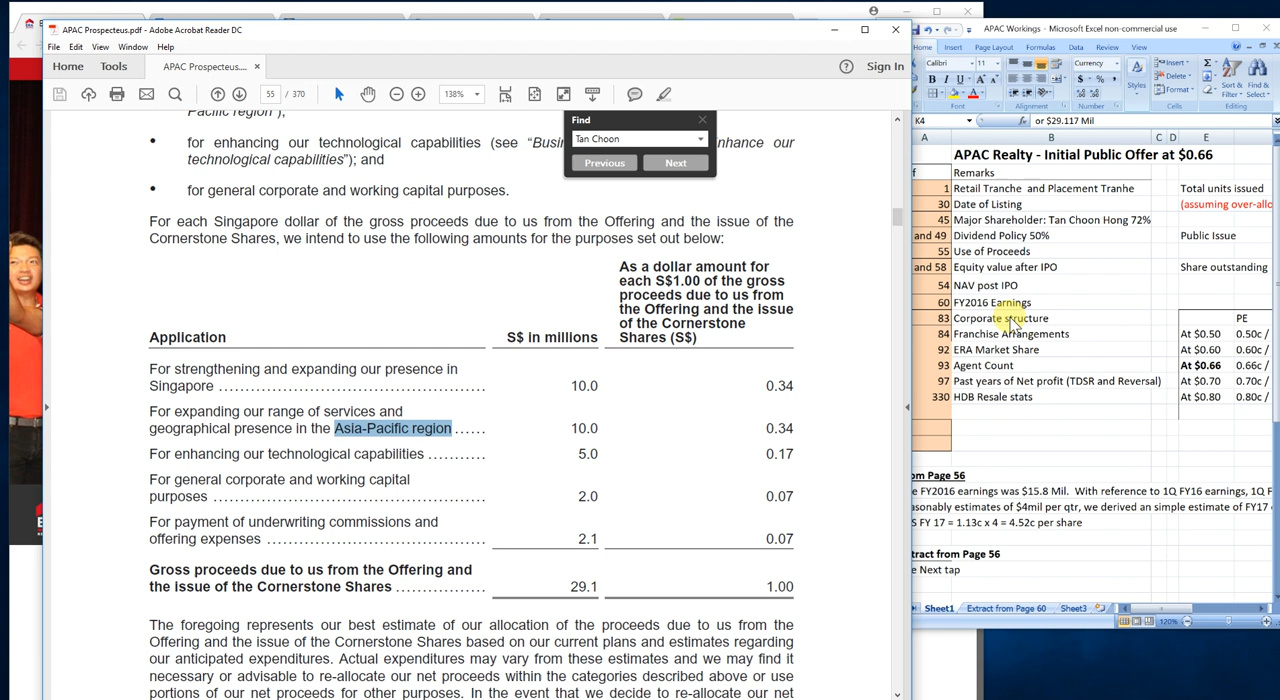 APAC Prospecteus.pdf - Adobe Acrobat Reader DC
File Edit View Window Help
Home Tools APAC Prospecteus.... × Sign In
55 / 370 138%
Find
Tan Choon
Previous Next
Pacific region");
for enhancing our technological capabilities (see “Busin nhance our
technological capabilities”); and
for general corporate and working capital purposes.
For each Singapore dollar of the gross proceeds due to us from the Offering and the issue of the
Cornerstone Shares, we intend to use the following amounts for the purposes set out below:
Application
S$ in millions
As a dollar amount for
each S$1.00 of the gross
proceeds due to us from
the Offering and the issue
of the Cornerstone
Shares (S$)
For strengthening and expanding our presence in
Singapore ........ 10.0 0.34
For expanding our range of services and
geographical presence in the Asia-Pacific region ...... 10.0 0.34
For enhancing our technological capabilities ........... 5.0 0.17
For general corporate and working capital
purposes ........ 2.0 0.07
For payment of underwriting commissions and
offering expenses ........ 2.1 0.07
Gross proceeds due to us from the Offering and
the issue of the Cornerstone Shares ................ 29.1 1.00
The foregoing represents our best estimate of our allocation of the proceeds due to us from the
Offering and the issue of the Cornerstone Shares based on our current plans and estimates regarding
our anticipated expenditures. Actual expenditures may vary from these estimates and we may find it
necessary or advisable to re-allocate our net proceeds within the categories described above or use
portions of our net proceeds for other purposes. In the event that we decide to re-allocate our net
APAC Workings - Microsoft Excel non-commercial use
Home Insert Page Layout Formulas Data Review View
Calibri 11 Currency
B I U A $ % , Styles
Insert Delete Format
Sort & Filter Find & Select
Font Alignment Number Cells Editing
K4 fx or $29.117 Mil
A B C D E
APAC Realty - Initial Public Offer at $0.66
f Remarks
1 Retail Tranche and Placement Tranhe Total units issued
30 Date of Listing (assuming over-allo
45 Major Shareholder: Tan Choon Hong 72%
and 49 Dividend Policy 50% Public Issue
55 Use of Proceeds
and 58 Equity value after IPO Share outstanding
54 NAV post IPO
60 FY2016 Earnings
83 Corporate structure PE
84 Franchise Arrangements At $0.50 0.50c /
92 ERA Market Share At $0.60 0.60c /
93 Agent Count At $0.66 0.66c /
97 Past years of Net profit (TDSR and Reversal) At $0.70 0.70c /
330 HDB Resale stats At $0.80 0.80c /
om Page 56
e FY2016 earnings was $15.8 Mil. With reference to 1Q FY16 earnings, 1Q F
asonably estimates of $4mil per qtr, we derived an simple estimate of FY17
S FY 17 = 1.13c x 4 = 4.52c per share
tract from Page 56
e Next tap
Sheet1 Extract from Page 60 Sheet3
120%